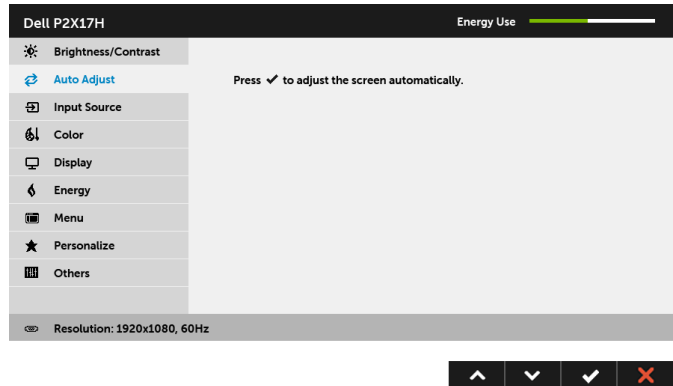 Dell P2X17H
Energy Use
Brightness/Contrast
Auto Adjust
Press ✔ to adjust the screen automatically.
Input Source
Color
Display
Energy
Menu
Personalize
Others
Resolution: 1920x1080, 60Hz